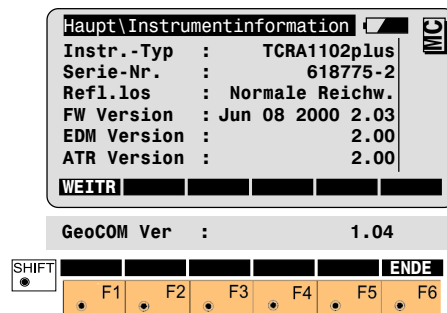 Haupt\Instrumentinformation
MC
Instr.-Typ : TCRA1102plus
Serie-Nr. : 618775-2
Refl.los : Normale Reichw.
FW Version : Jun 08 2000 2.03
EDM Version : 2.00
ATR Version : 2.00
WEITR
GeoCOM Ver : 1.04
SHIFT
ENDE
F1 F2 F3 F4 F5 F6